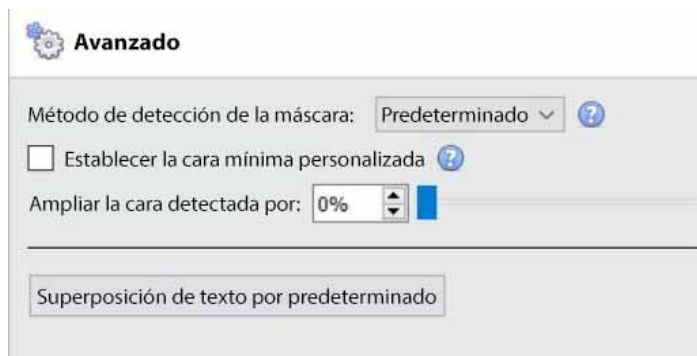 Avanzado
Método de detección de la máscara: Predeterminado
Establecer la cara mínima personalizada
Ampliar la cara detectada por: 0%
Superposición de texto por predeterminado